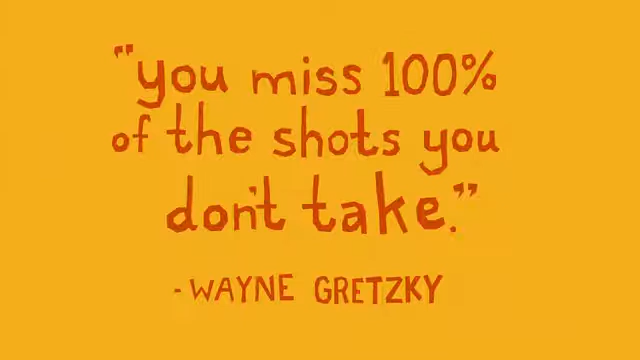 "you miss 100%
of the shots you
don't take."
- WAYNE GRETZKY